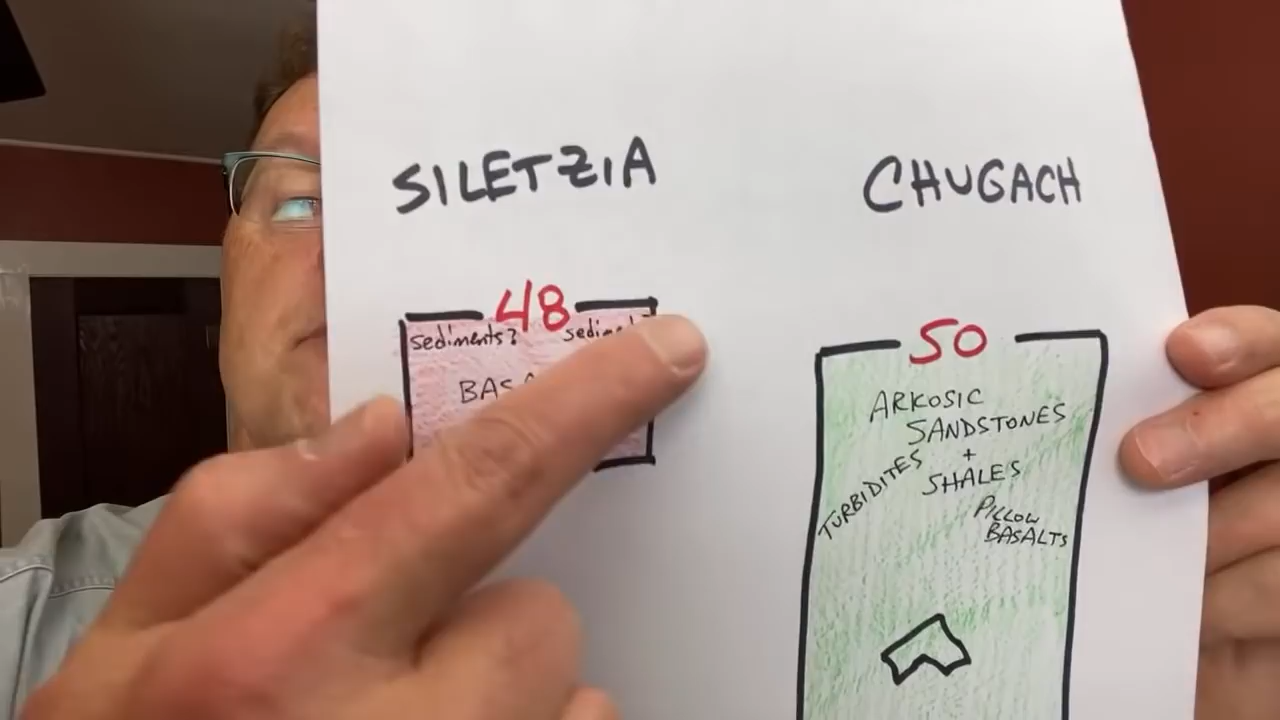 SILETZIA
CHUGACH
48
sediments?
50
ARKOSIC
SANDSTONES
+
SHALES
TURBIDITES
PILLOW
BASALTS